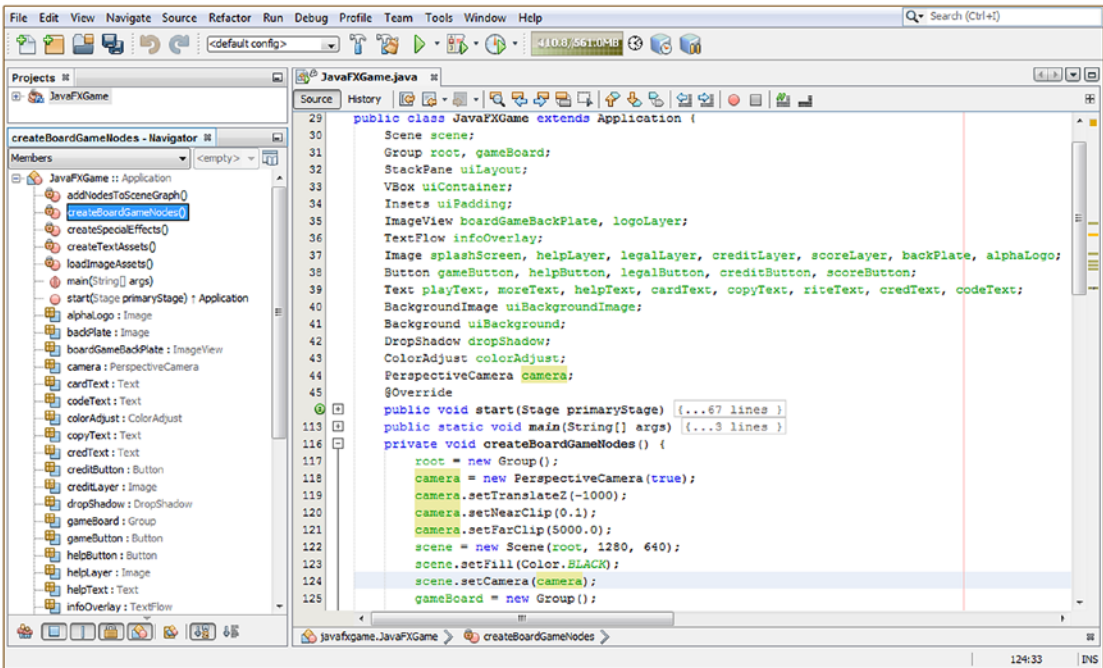 File Edit View Navigate Source Refactor Run Debug Profile Team Tools Window Help
Search (Ctrl+I)
<default config>
410.8/561.0MB
Projects
JavaFXGame
createBoardGameNodes - Navigator
Members
<empty>
JavaFXGame :: Application
addNodesToSceneGraph()
createBoardGameNodes()
createSpecialEffects()
createTextAssets()
loadImageAssets()
main(String[] args)
start(Stage primaryStage) ↑ Application
alphaLogo : Image
backPlate : Image
boardGameBackPlate : ImageView
camera : PerspectiveCamera
cardText : Text
codeText : Text
colorAdjust : ColorAdjust
copyText : Text
credText : Text
creditButton : Button
creditLayer : Image
dropShadow : DropShadow
gameBoard : Group
gameButton : Button
helpButton : Button
helpLayer : Image
helpText : Text
infoOverlay : TextFlow
JavaFXGame.java
Source History
29 public class JavaFXGame extends Application {
30 Scene scene;
31 Group root, gameBoard;
32 StackPane uiLayout;
33 VBox uiContainer;
34 Insets uiPadding;
35 ImageView boardGameBackPlate, logoLayer;
36 TextFlow infoOverlay;
37 Image splashScreen, helpLayer, legalLayer, creditLayer, scoreLayer, backPlate, alphaLogo;
38 Button gameButton, helpButton, legalButton, creditButton, scoreButton;
39 Text playText, moreText, helpText, cardText, copyText, riteText, credText, codeText;
40 BackgroundImage uiBackgroundImage;
41 Background uiBackground;
42 DropShadow dropShadow;
43 ColorAdjust colorAdjust;
44 PerspectiveCamera camera;
45 @Override
public void start(Stage primaryStage) {...67 lines }
113 public static void main(String[] args) {...3 lines }
116 private void createBoardGameNodes() {
117 root = new Group();
118 camera = new PerspectiveCamera(true);
119 camera.setTranslateZ(-1000);
120 camera.setNearClip(0.1);
121 camera.setFarClip(5000.0);
122 scene = new Scene(root, 1280, 640);
123 scene.setFill(Color.BLACK);
124 scene.setCamera(camera);
125 gameBoard = new Group();
javafxgame.JavaFXGame
createBoardGameNodes
124:33
INS